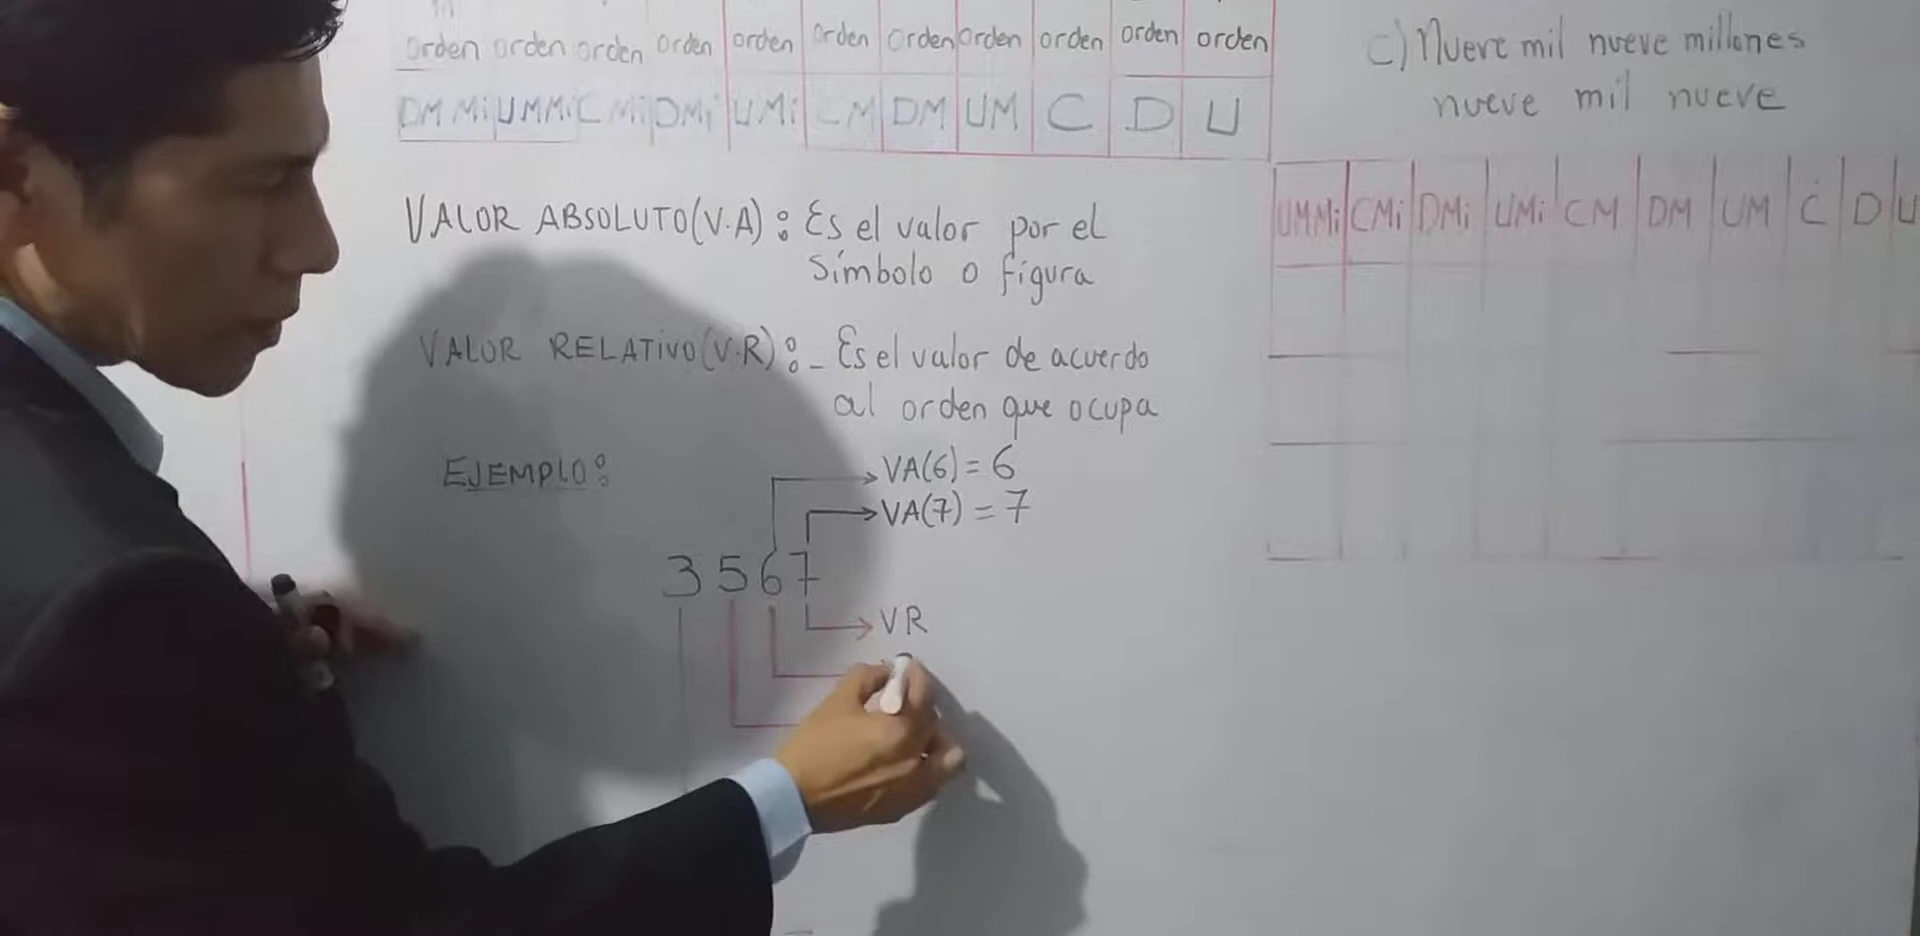 orden orden orden orden orden orden orden orden orden orden orden
DMMi UMMi CMi DMi UMi CM DM UM C D U
VALOR ABSOLUTO(V.A): Es el valor por el
símbolo o figura
VALOR RELATIVO(V.R):- Es el valor de acuerdo
al orden que ocupa
EJEMPLO:
VA(6) = 6
VA(7) = 7
3567
VR
C) Nueve mil nueve millones
nueve mil nueve
UMMi CMi DMi UMi CM DM UM C D U